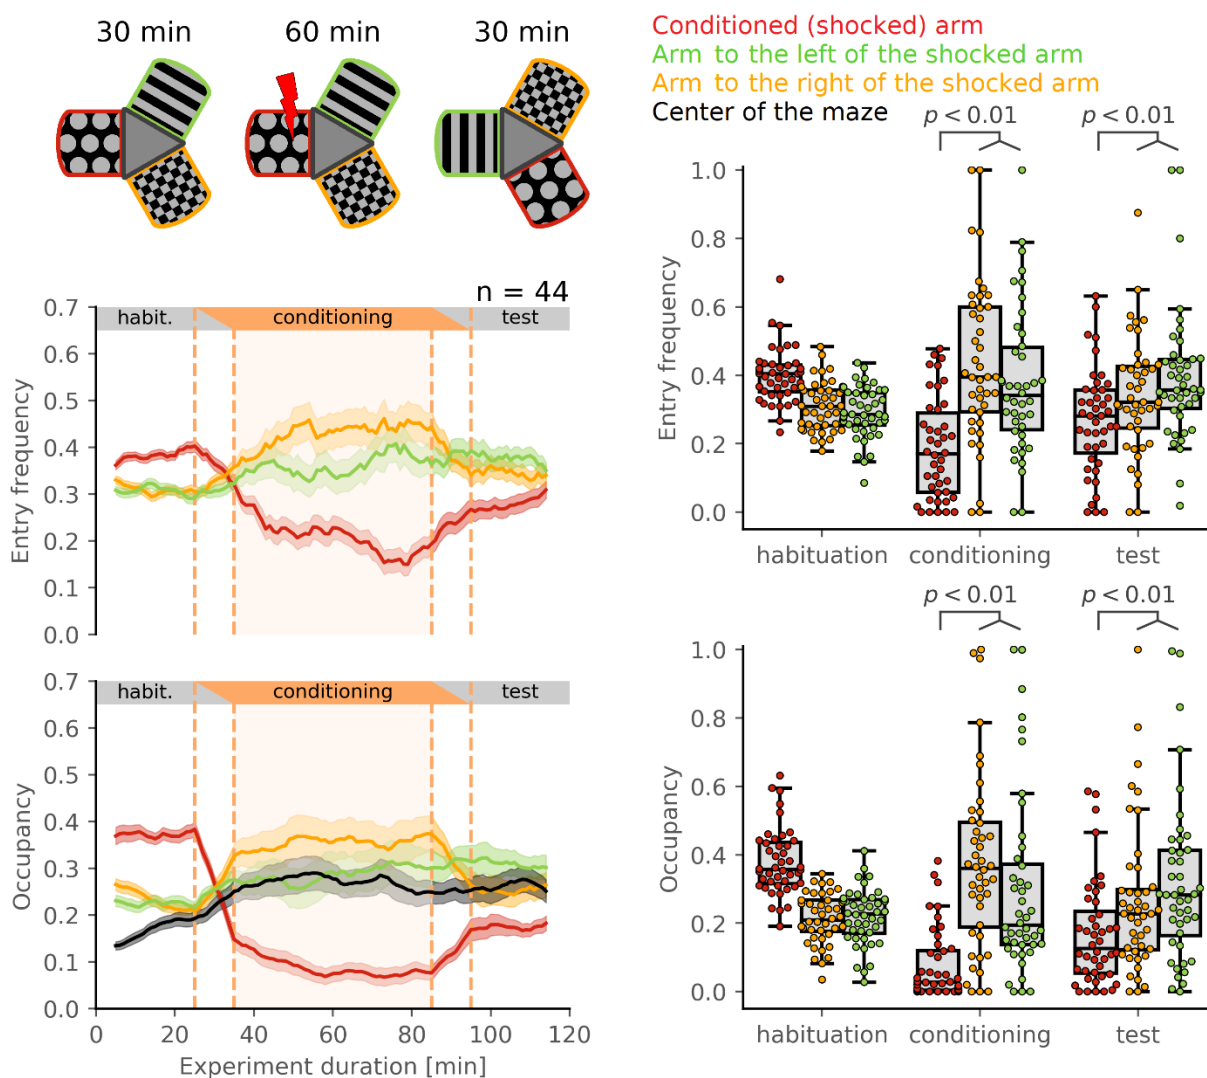 30 min
60 min
30 min
Conditioned (shocked) arm
Arm to the left of the shocked arm
Arm to the right of the shocked arm
Center of the maze
n = 44
habit.
conditioning
test
0.7
0.6
0.5
0.4
0.3
0.2
0.1
0.0
Entry frequency
habit.
conditioning
test
0.7
0.6
0.5
0.4
0.3
0.2
0.1
0.0
Occupancy
0 20 40 60 80 100 120
Experiment duration [min]
p < 0.01
p < 0.01
1.0
0.8
0.6
0.4
0.2
0.0
Entry frequency
habituation conditioning test
p < 0.01
p < 0.01
1.0
0.8
0.6
0.4
0.2
0.0
Occupancy
habituation conditioning test